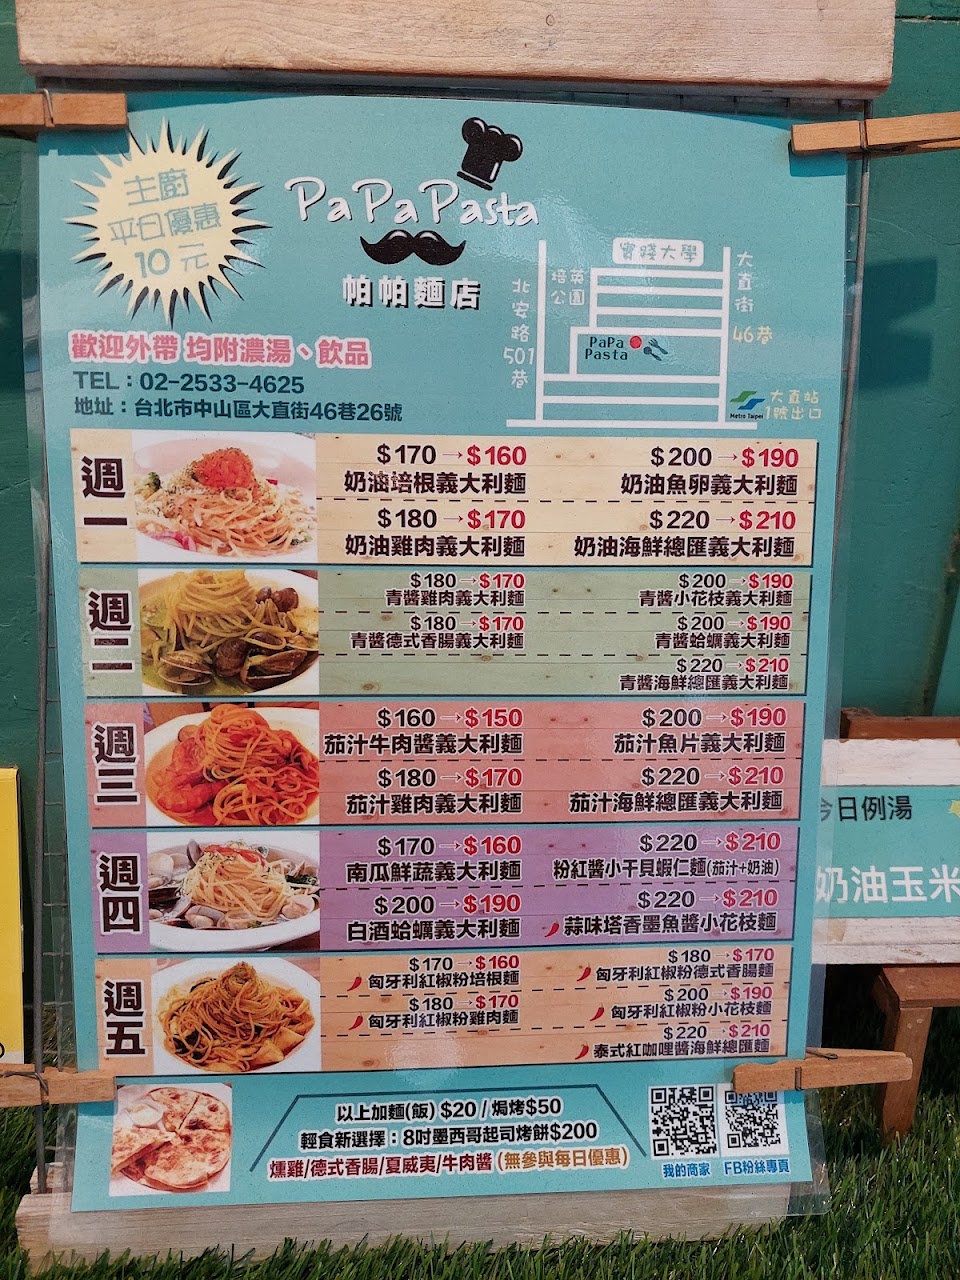 主廚
平日優惠
10元
PaPaPasta
帕帕麵店
歡迎外帶 均附濃湯、飲品
TEL：02-2533-4625
地址：台北市中山區大直街46巷26號
實踐大學
培英公園
北安路501巷
大直街
46巷
PaPa
Pasta
Metro Taipei
大直站
1號出口
週一
$170→$160
奶油培根義大利麵
$200→$190
奶油魚卵義大利麵
$180→$170
奶油雞肉義大利麵
$220→$210
奶油海鮮總匯義大利麵
週二
$180→$170
青醬雞肉義大利麵
$200→$190
青醬小花枝義大利麵
$180→$170
青醬德式香腸義大利麵
$200→$190
青醬蛤蠣義大利麵
$220→$210
青醬海鮮總匯義大利麵
週三
$160→$150
茄汁牛肉醬義大利麵
$200→$190
茄汁魚片義大利麵
$180→$170
茄汁雞肉義大利麵
$220→$210
茄汁海鮮總匯義大利麵
週四
$170→$160
南瓜鮮蔬義大利麵
$220→$210
粉紅醬小干貝蝦仁麵(茄汁+奶油)
$200→$190
白酒蛤蠣義大利麵
$220→$210
蒜味塔香墨魚醬小花枝麵
週五
$170→$160
匈牙利紅椒粉培根麵
$180→$170
匈牙利紅椒粉德式香腸麵
$180→$170
匈牙利紅椒粉雞肉麵
$200→$190
匈牙利紅椒粉小花枝麵
$220→$210
泰式紅咖哩醬海鮮總匯麵
以上加麵(飯) $20 / 焗烤$50
輕食新選擇：8吋墨西哥起司烤餅$200
燻雞/德式香腸/夏威夷/牛肉醬 (無參與每日優惠)
我的商家
FB粉絲專頁
今日例湯
奶油玉米